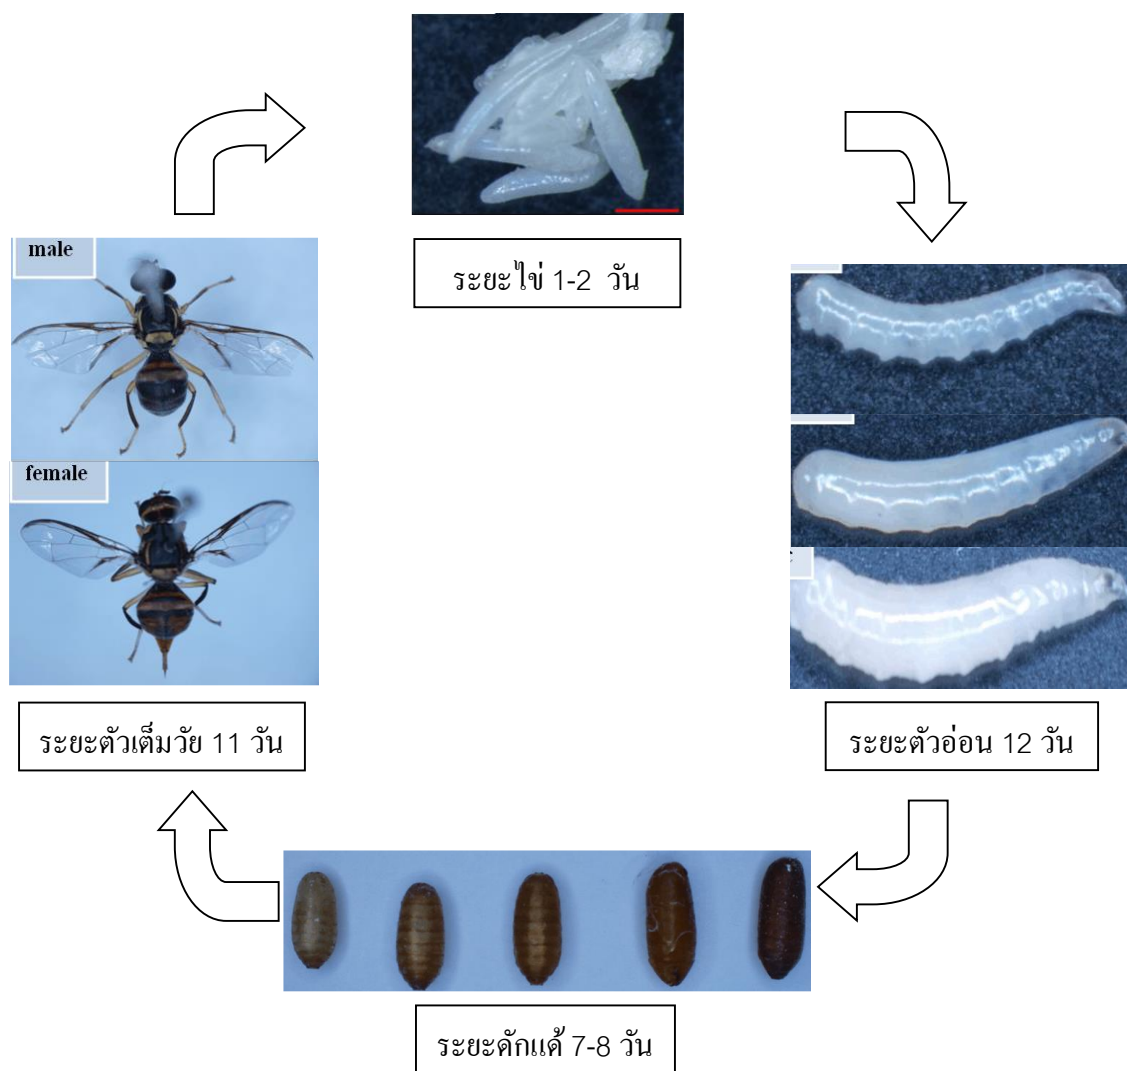 ระยะไข่ 1-2 วัน
male
female
ระยะตัวเต็มวัย 11 วัน
ระยะตัวอ่อน 12 วัน
ระยะดักแด้ 7-8 วัน